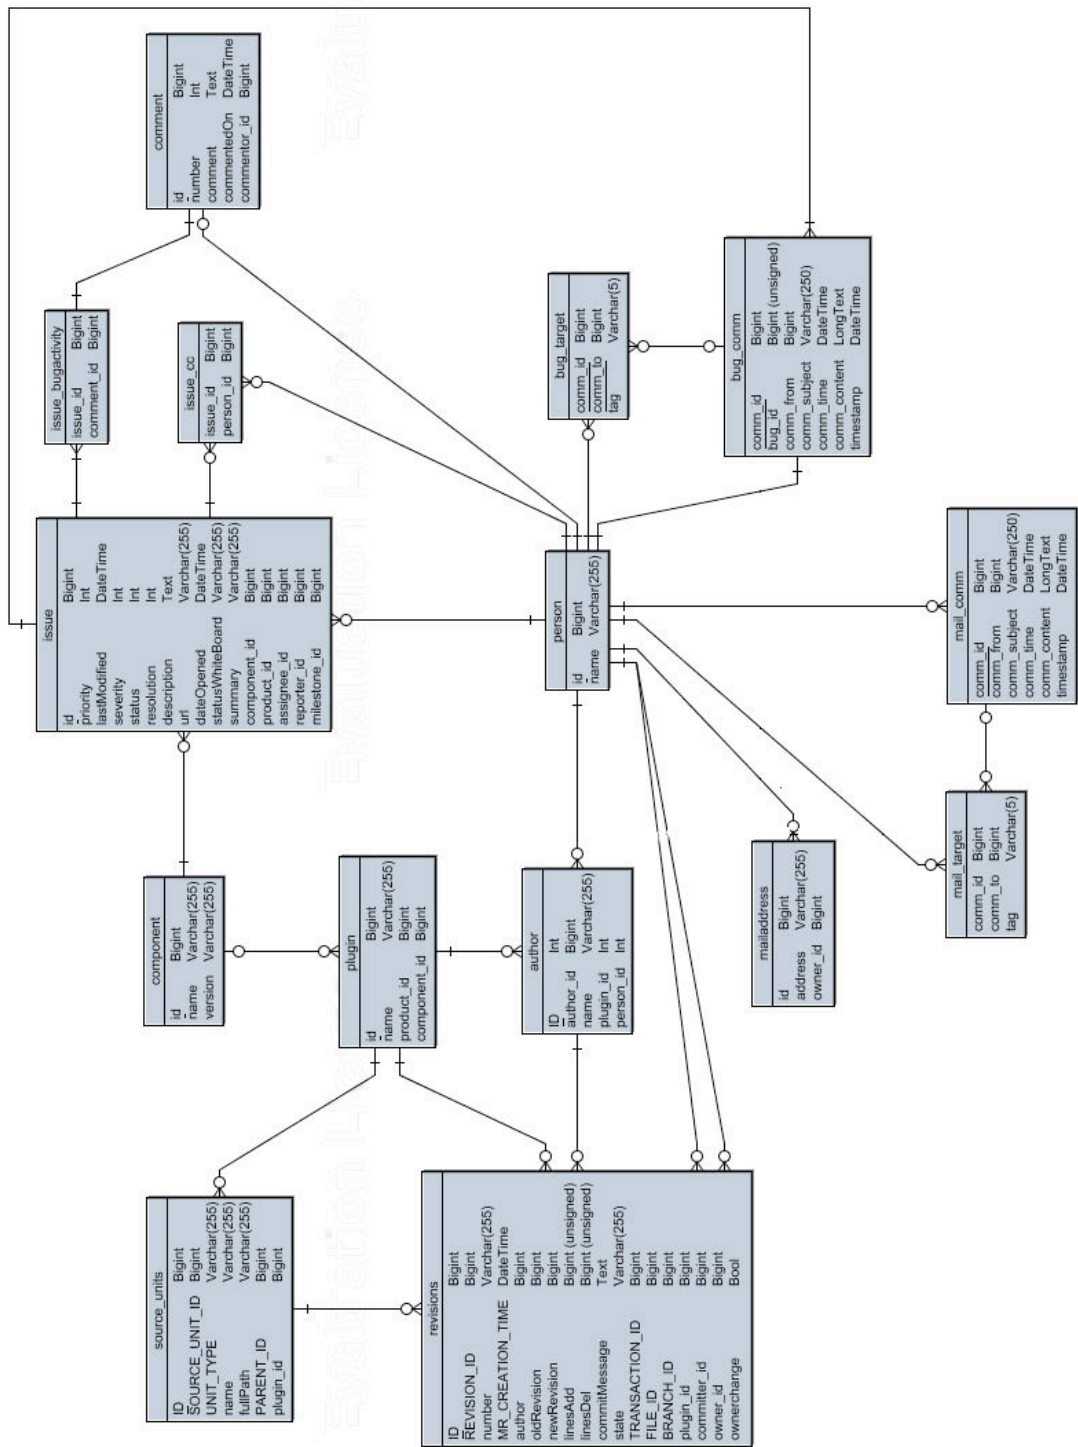 source_units
ID Bigint
SOURCE_UNIT_ID Bigint
UNIT_TYPE Varchar(255)
name Varchar(255)
fullPath Varchar(255)
PARENT_ID Bigint
plugin_id Bigint
component
id Bigint
name Varchar(255)
version Varchar(255)
issue
id Bigint
priority Int
lastModified DateTime
severity Int
status Int
resolution Int
description Text
url Varchar(255)
dateOpened DateTime
statusWhiteBoard Varchar(255)
summary Varchar(255)
component_id Bigint
product_id Bigint
assignee_id Bigint
reporter_id Bigint
milestone_id Bigint
issue_bugactivity
issue_id Bigint
comment_id Bigint
issue_cc
issue_id Bigint
person_id Bigint
comment
id Bigint
number Int
comment Text
commentedOn DateTime
commentor_id Bigint
plugin
id Bigint
name Varchar(255)
product_id Bigint
component_id Bigint
revisions
ID Bigint
REVISION_ID Bigint
number Varchar(255)
MR_CREATION_TIME DateTime
author Bigint
oldRevision Bigint
newRevision Bigint
linesAdd Bigint (unsigned)
linesDel Bigint (unsigned)
commitMessage Text
state Varchar(255)
TRANSACTION_ID Bigint
FILE_ID Bigint
BRANCH_ID Bigint
plugin_id Bigint
committer_id Bigint
owner_id Bigint
ownerchange Bool
author
ID Int
author_id Bigint
name Varchar(255)
plugin_id Int
person_id Int
person
id Bigint
name Varchar(255)
bug_target
comm_id Bigint
comm_to Bigint
tag Varchar(5)
bug_comm
comm_id Bigint
bug_id Bigint (unsigned)
comm_from Bigint
comm_subject Varchar(250)
comm_time DateTime
comm_content LongText
timestamp DateTime
mailaddress
id Bigint
address Varchar(255)
owner_id Bigint
mail_target
comm_id Bigint
comm_to Bigint
tag Varchar(5)
mail_comm
comm_id Bigint
comm_from Bigint
comm_subject Varchar(250)
comm_time DateTime
comm_content LongText
timestamp DateTime